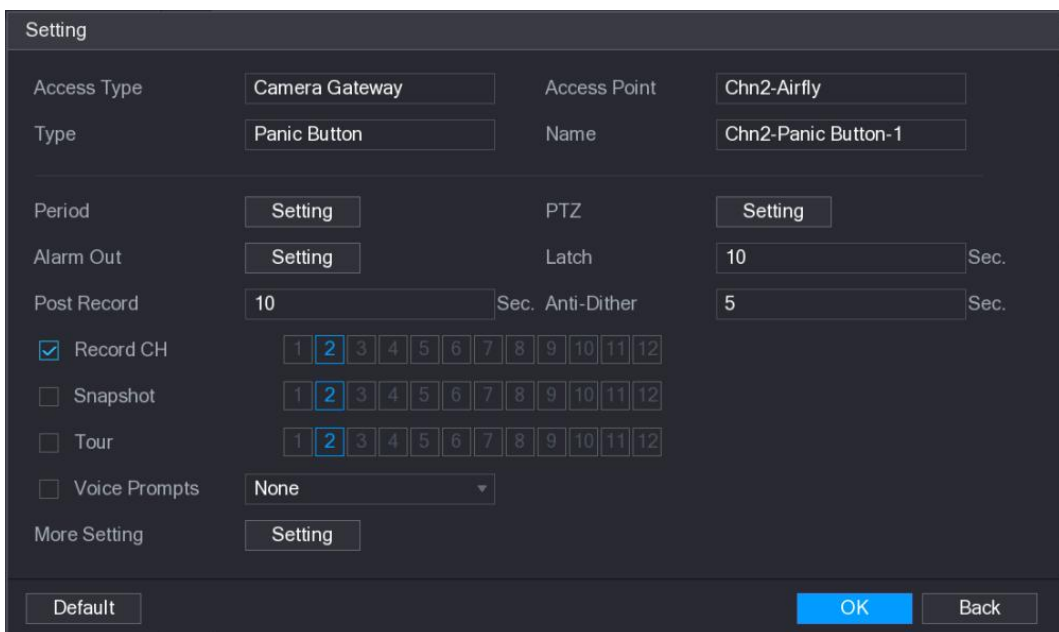 Setting
Access Type Camera Gateway Access Point Chn2-Airfly
Type Panic Button Name Chn2-Panic Button-1
Period Setting PTZ Setting
Alarm Out Setting Latch 10 Sec.
Post Record 10 Sec. Anti-Dither 5 Sec.
Record CH 1 2 3 4 5 6 7 8 9 10 11 12
Snapshot 1 2 3 4 5 6 7 8 9 10 11 12
Tour 1 2 3 4 5 6 7 8 9 10 11 12
Voice Prompts None
More Setting Setting
Default OK Back